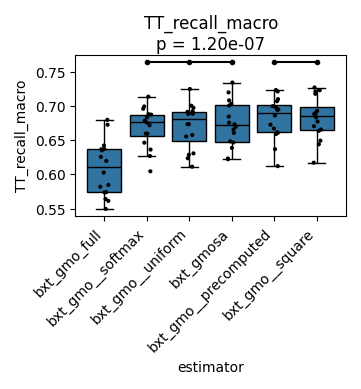 TT_recall_macro
p = 1.20e-07
TT_recall_macro
0.75
0.70
0.65
0.60
0.55
bxt_gmo_full
bxt_gmo__softmax
bxt_gmo__uniform
bxt_gmosa
bxt_gmo__precomputed
bxt_gmo__square
estimator